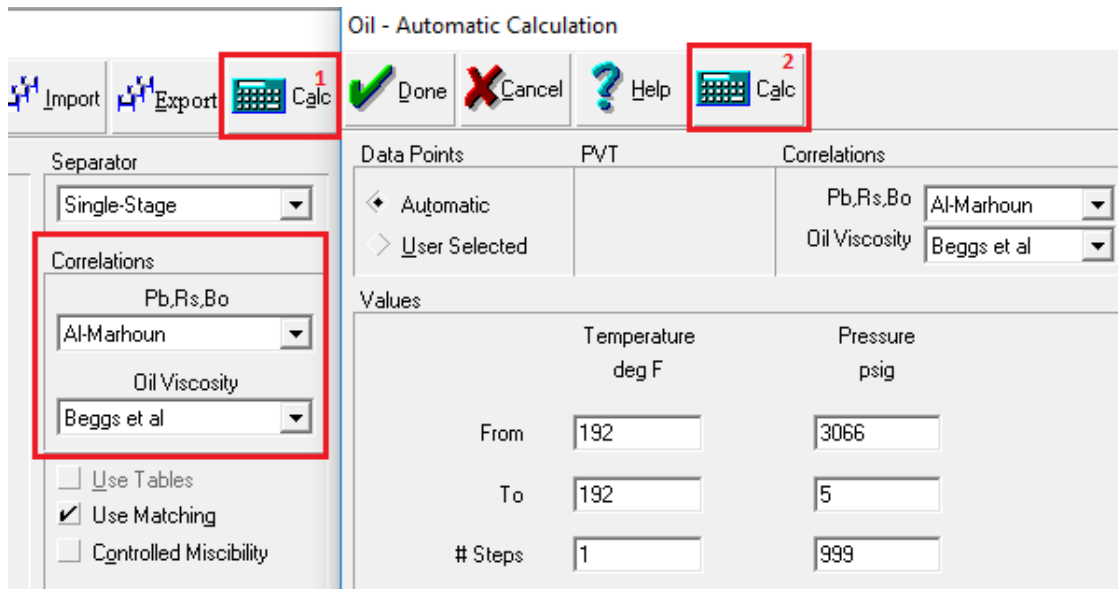 Import Export Calc 1
Separator
Single-Stage
Correlations
Pb,Rs,Bo
Al-Marhoun
Oil Viscosity
Beggs et al
Use Tables
Use Matching
Controlled Miscibility
Oil - Automatic Calculation
Done Cancel Help Calc 2
Data Points PVT Correlations
Automatic
User Selected
Pb,Rs,Bo Al-Marhoun
Oil Viscosity Beggs et al
Values
Temperature Pressure
deg F psig
From 192 3066
To 192 5
# Steps 1 999